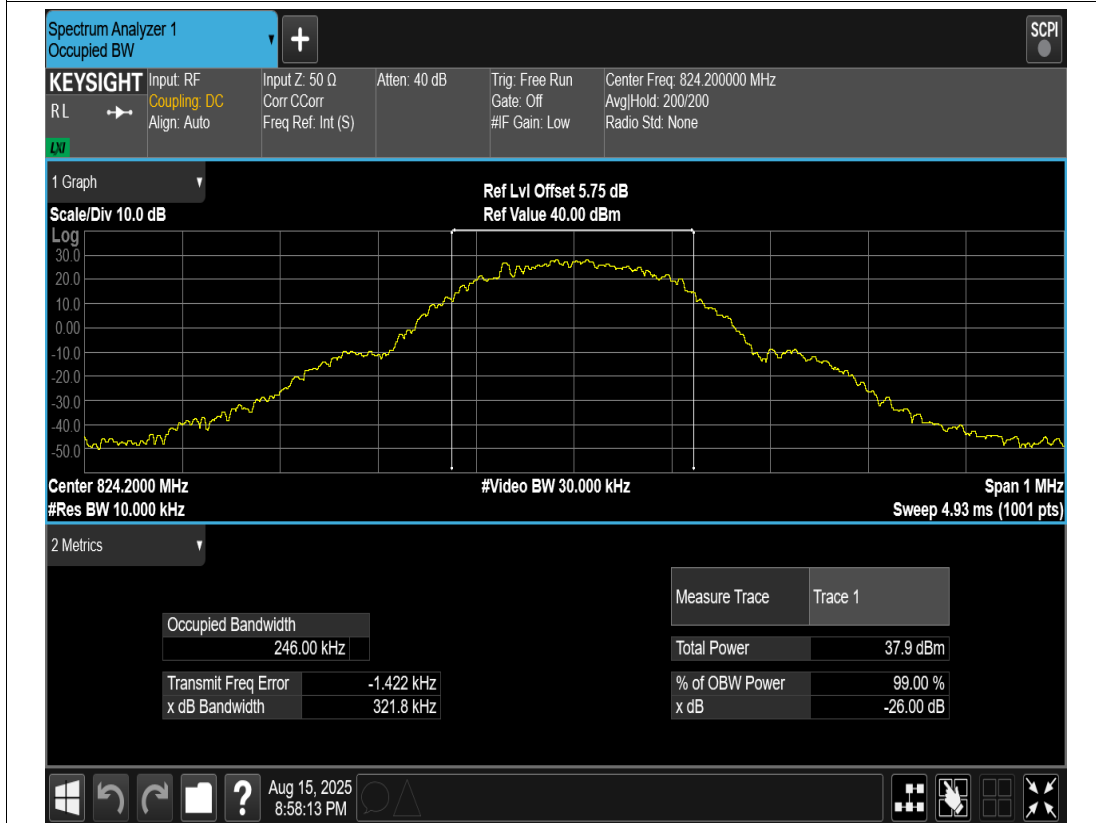 Spectrum Analyzer 1
Occupied BW
+
SCPI
KEYSIGHT
R L
LXI
Input: RF
Coupling: DC
Align: Auto
Input Z: 50 Ω
Corr CCorr
Freq Ref: Int (S)
Atten: 40 dB
Trig: Free Run
Gate: Off
#IF Gain: Low
Center Freq: 824.200000 MHz
Avg|Hold: 200/200
Radio Std: None
1 Graph
Scale/Div 10.0 dB
Ref Lvl Offset 5.75 dB
Ref Value 40.00 dBm
Log
30.0
20.0
10.0
0.00
-10.0
-20.0
-30.0
-40.0
-50.0
Center 824.2000 MHz
#Video BW 30.000 kHz
Span 1 MHz
#Res BW 10.000 kHz
Sweep 4.93 ms (1001 pts)
2 Metrics
Measure Trace Trace 1
Occupied Bandwidth
246.00 kHz
Total Power 37.9 dBm
Transmit Freq Error -1.422 kHz
% of OBW Power 99.00 %
x dB Bandwidth 321.8 kHz
x dB -26.00 dB
?
Aug 15, 2025
8:58:13 PM